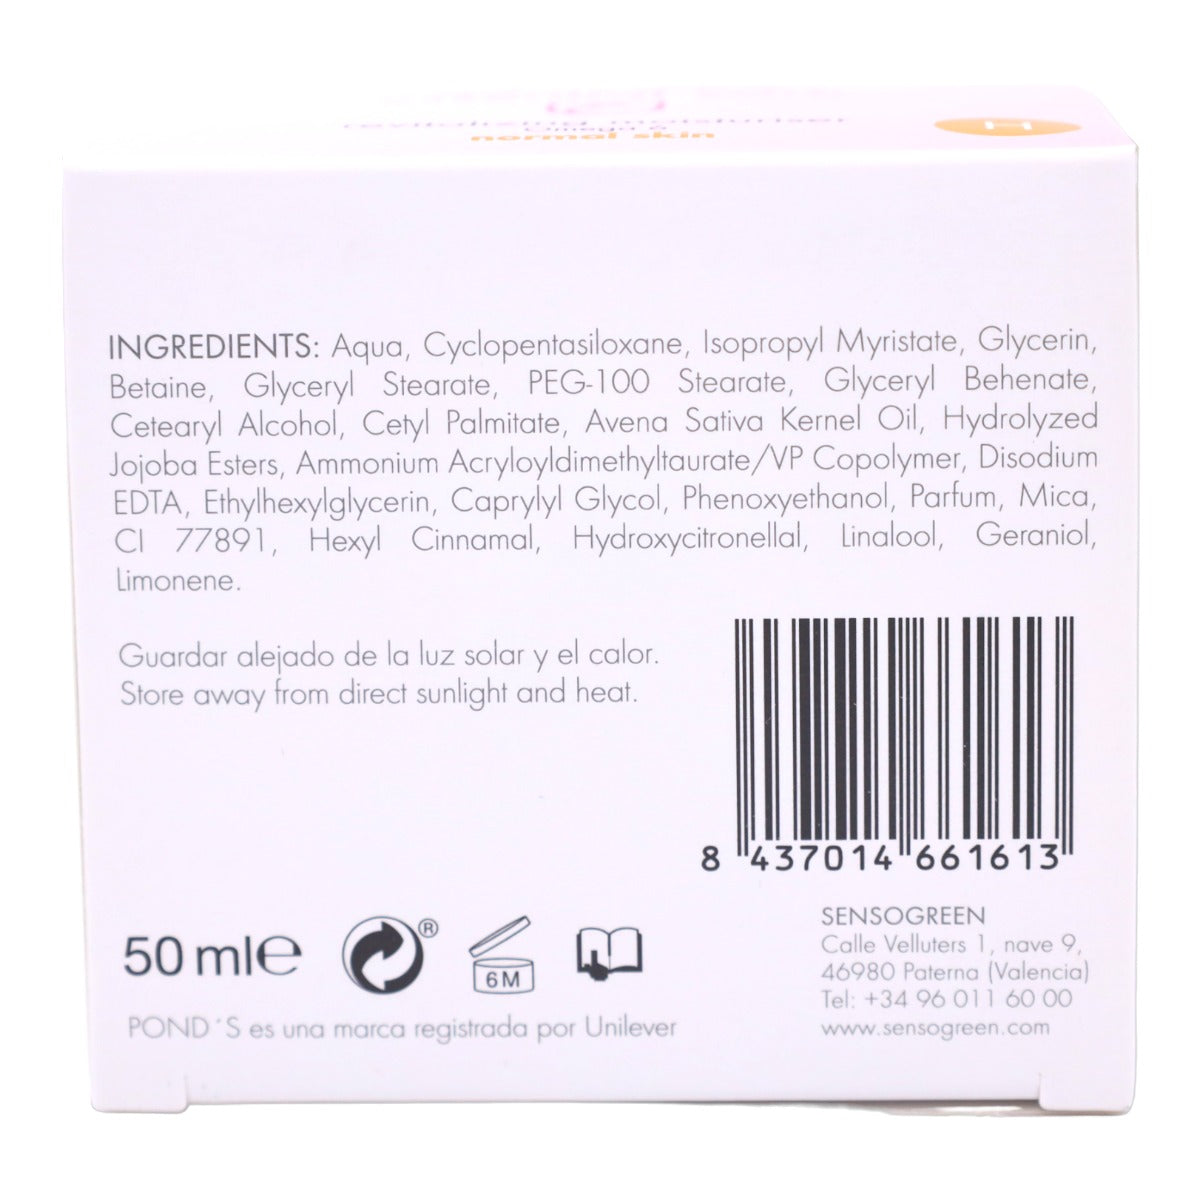 revitalizing moisturiser
Omega 6
normal skin
H
INGREDIENTS: Aqua, Cyclopentasiloxane, Isopropyl Myristate, Glycerin,
Betaine, Glyceryl Stearate, PEG-100 Stearate, Glyceryl Behenate,
Cetearyl Alcohol, Cetyl Palmitate, Avena Sativa Kernel Oil, Hydrolyzed
Jojoba Esters, Ammonium Acryloyldimethyltaurate/VP Copolymer, Disodium
EDTA, Ethylhexylglycerin, Caprylyl Glycol, Phenoxyethanol, Parfum, Mica,
CI 77891, Hexyl Cinnamal, Hydroxycitronellal, Linalool, Geraniol,
Limonene.
Guardar alejado de la luz solar y el calor.
Store away from direct sunlight and heat.
8 437014 661613
50 ml e
®
6M
POND´S es una marca registrada por Unilever
SENSOGREEN
Calle Velluters 1, nave 9,
46980 Paterna (Valencia)
Tel: +34 96 011 60 00
www.sensogreen.com